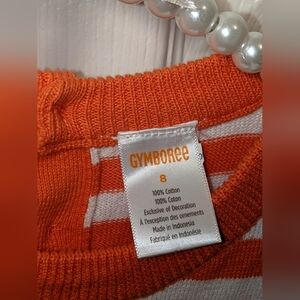 GYMBOREE
8
100% Cotton
100% Coton
Exclusive of Decoration
À l'exception des ornements
Made in Indonesia
Fabriqué en Indonésie